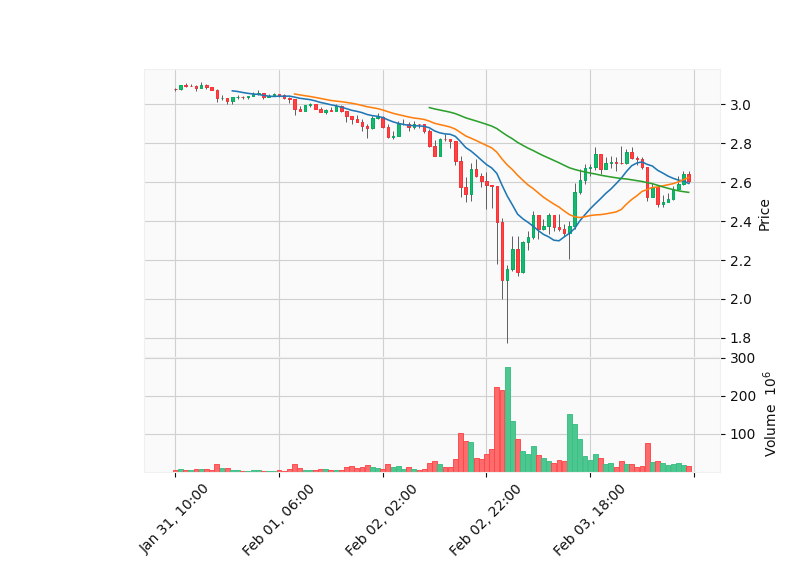 3.0
2.8
2.6
2.4
2.2
2.0
1.8
Price
300
200
100
Volume 10^6
Jan 31, 10:00
Feb 01, 06:00
Feb 02, 02:00
Feb 02, 22:00
Feb 03, 18:00